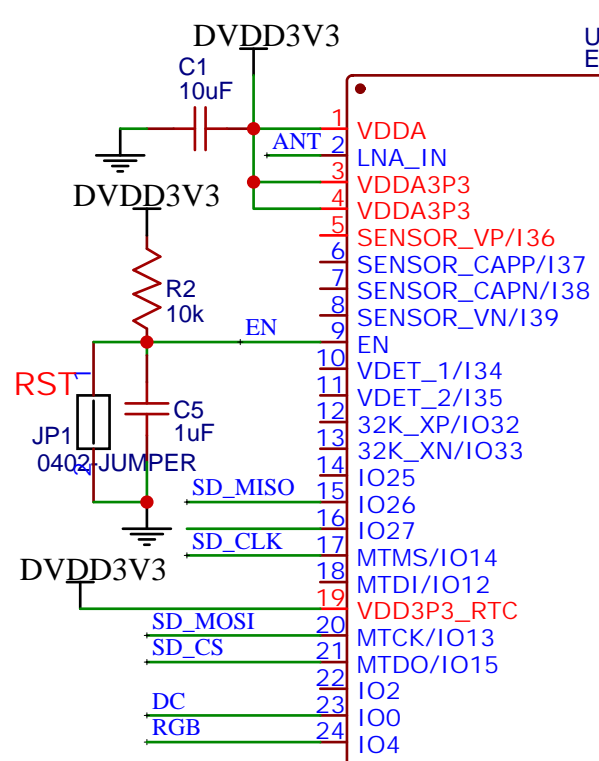 DVDD3V3
U
E
C1
10uF
1
VDDA
ANT
2
LNA_IN
3
VDDA3P3
DVDD3V3
4
VDDA3P3
5
SENSOR_VP/I36
6
SENSOR_CAPP/I37
7
SENSOR_CAPN/I38
R2
10k
8
SENSOR_VN/I39
EN
9
EN
10
VDET_1/I34
RST
1
11
VDET_2/I35
C5
1uF
12
32K_XP/IO32
JP1
13
32K_XN/IO33
0402-JUMPER
2
14
IO25
SD_MISO
15
IO26
16
IO27
SD_CLK
17
MTMS/IO14
DVDD3V3
18
MTDI/IO12
19
VDD3P3_RTC
SD_MOSI
20
MTCK/IO13
SD_CS
21
MTDO/IO15
22
IO2
DC
23
IO0
RGB
24
IO4